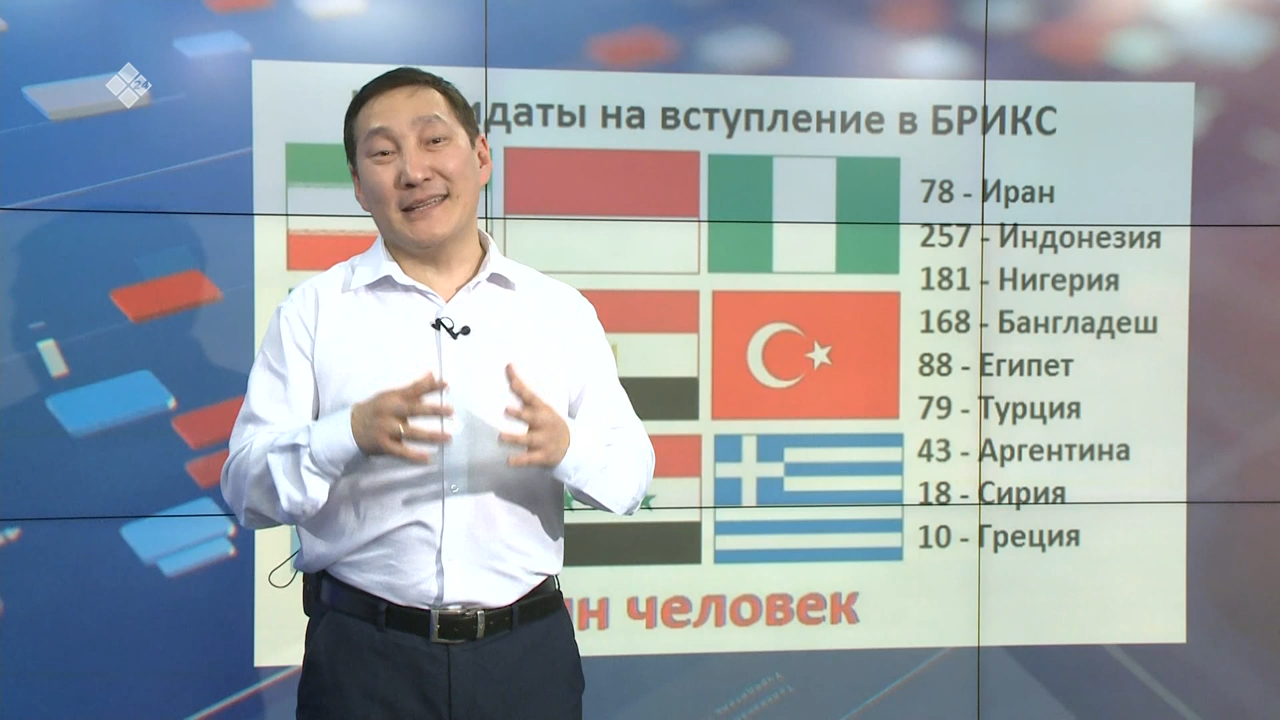 24
на вступление в БРИКС
78 - Иран
257 - Индонезия
181 - Нигерия
168 - Бангладеш
88 - Египет
79 - Турция
43 - Аргентина
18 - Сирия
10 - Греция
человек